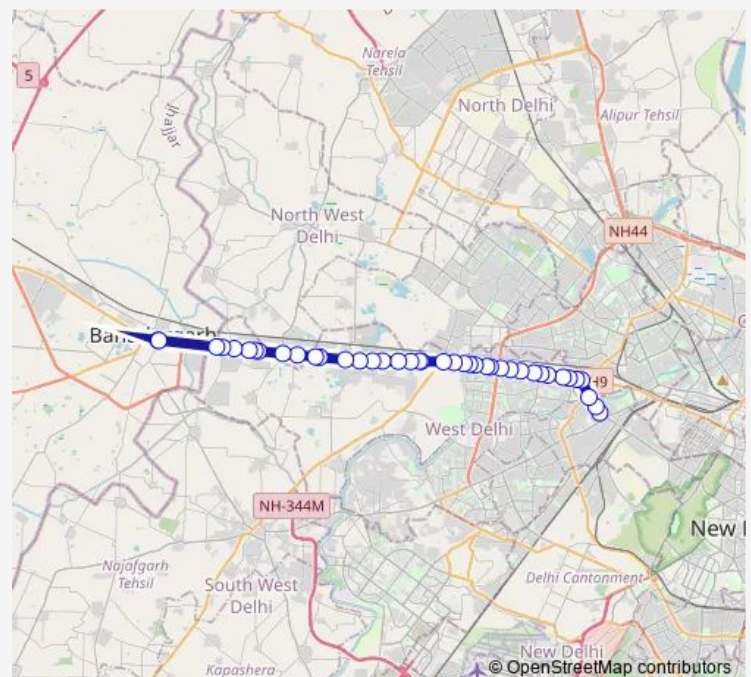 5
Narela
Tehsil
North Delhi
Alipur Tehsil
Jhajjar
North West
Delhi
NH44
West Delhi
NH-344M
New
Najafgarh
Tehsil
South West
Delhi
Delhi Cantonment
New Delhi
Kapashera
© OpenStreetMap contributors